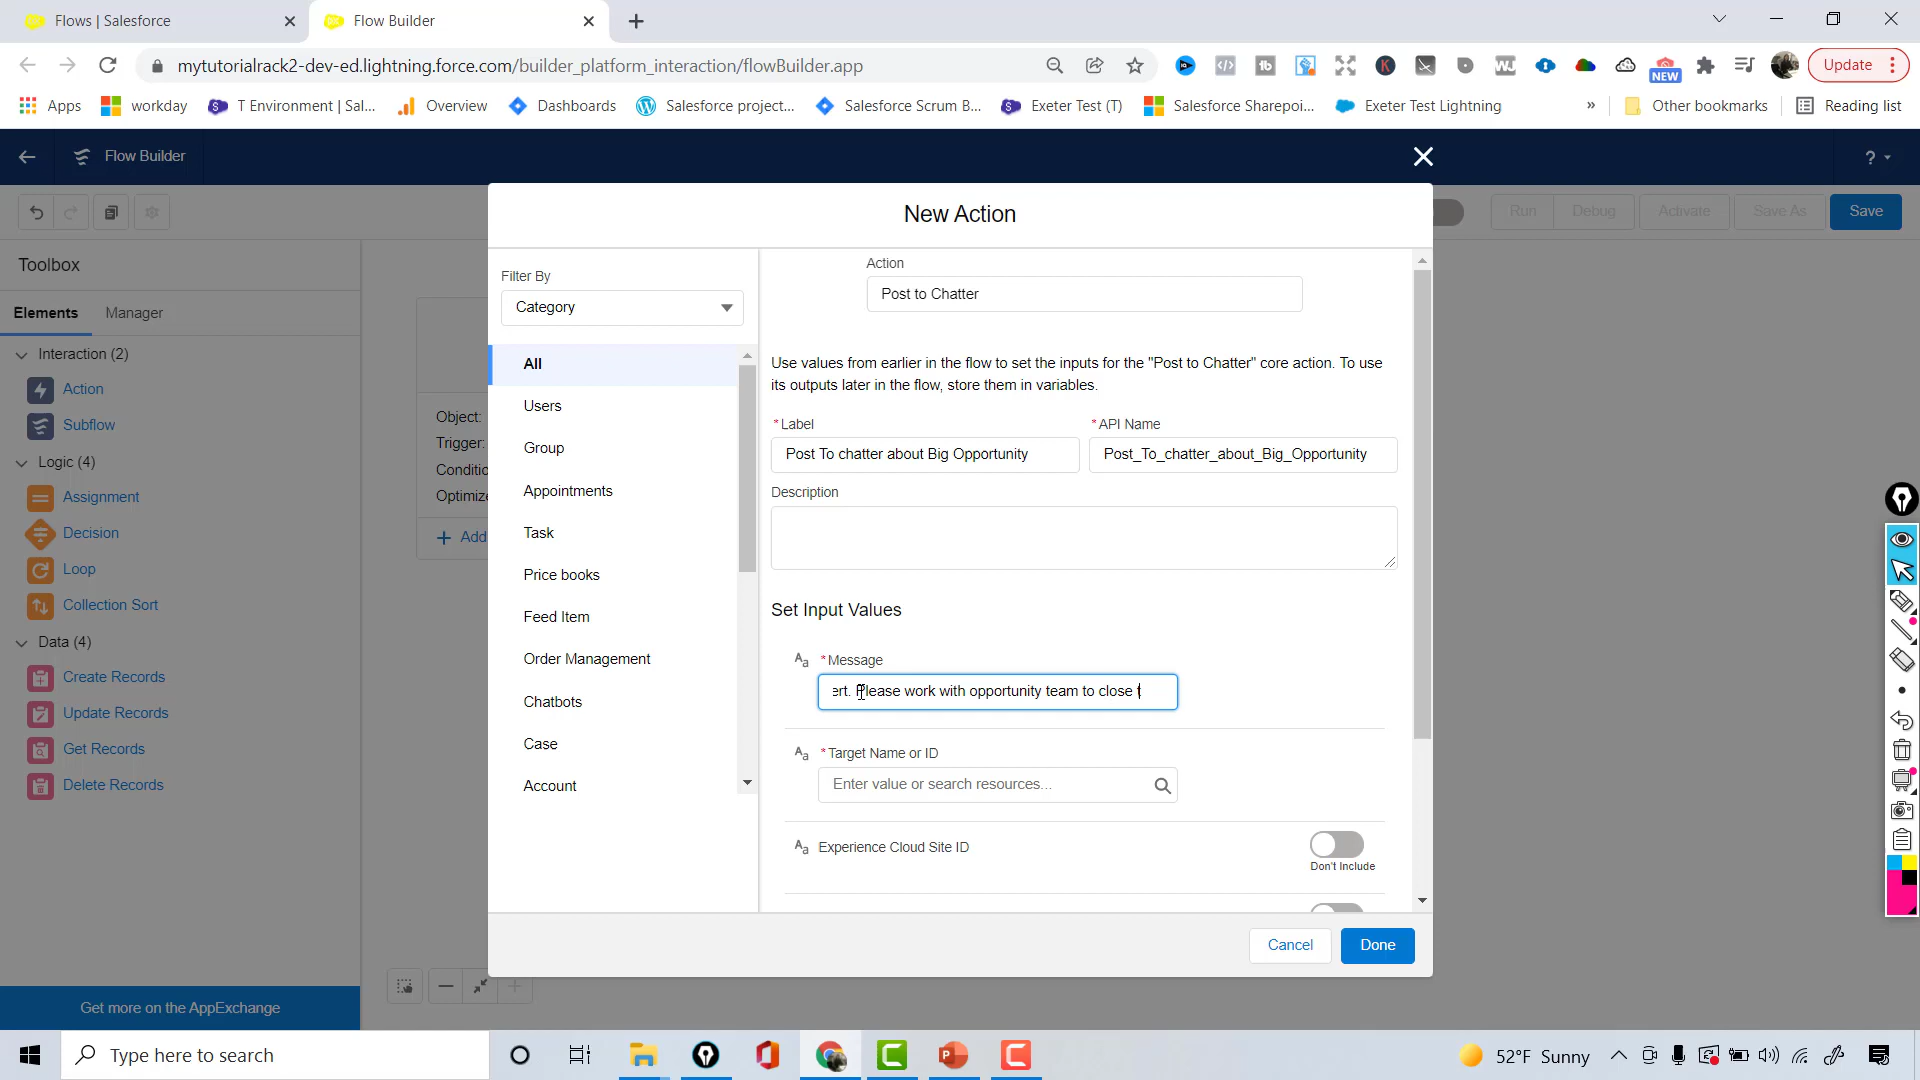 Flows | Salesforce
Flow Builder
mytutorialrack2-dev-ed.lightning.force.com/builder_platform_interaction/flowBuilder.app
NEW
Update
Apps
workday
T Environment | Sal...
Overview
Dashboards
Salesforce project...
Salesforce Scrum B...
Exeter Test (T)
Salesforce Sharepoi...
Exeter Test Lightning
»
Other bookmarks
Reading list
Flow Builder
?
New Action
Run
Debug
Activate
Save As
Save
Toolbox
Elements
Manager
Interaction (2)
Action
Subflow
Logic (4)
Assignment
Decision
Loop
Collection Sort
Data (4)
Create Records
Update Records
Get Records
Delete Records
Get more on the AppExchange
Object:
Trigger:
Conditio
Optimize
Add
Filter By
Category
All
Users
Group
Appointments
Task
Price books
Feed Item
Order Management
Chatbots
Case
Account
Action
Post to Chatter
Use values from earlier in the flow to set the inputs for the "Post to Chatter" core action. To use
its outputs later in the flow, store them in variables.
*Label
*API Name
Post To chatter about Big Opportunity
Post_To_chatter_about_Big_Opportunity
Description
Set Input Values
Aa *Message
ert. Please work with opportunity team to close t
Aa *Target Name or ID
Enter value or search resources...
Aa Experience Cloud Site ID
Don't Include
Cancel
Done
Type here to search
52°F Sunny